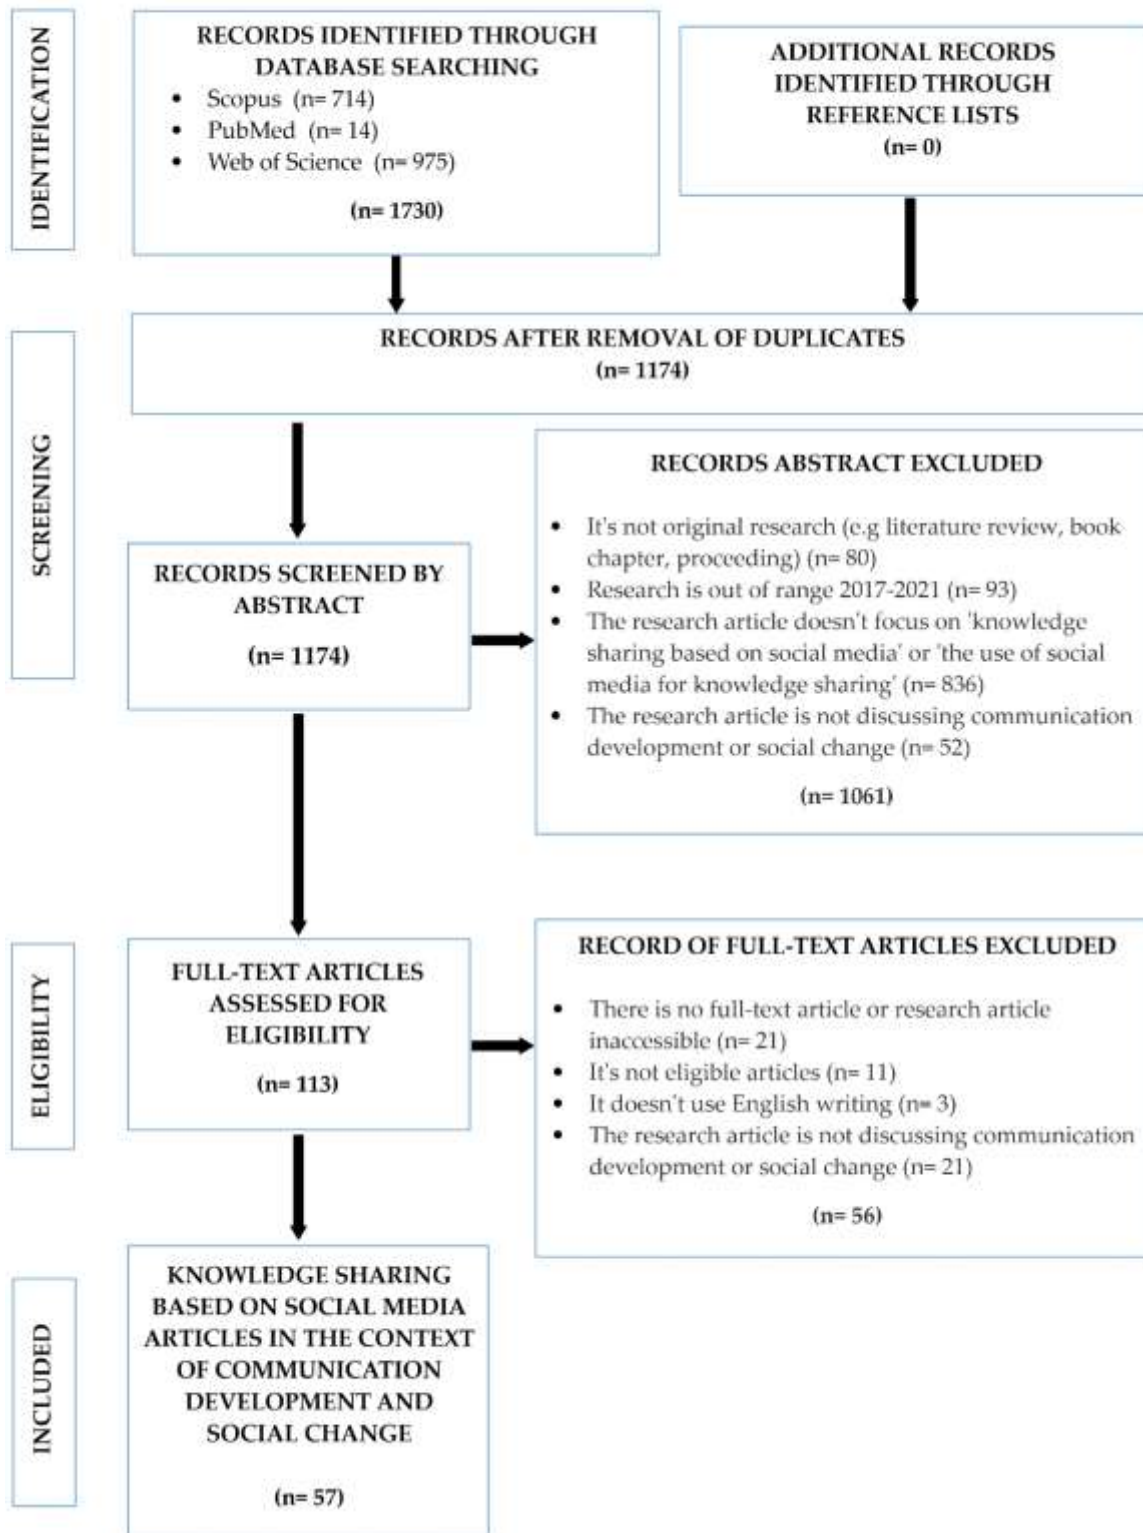 IDENTIFICATION
RECORDS IDENTIFIED THROUGH
DATABASE SEARCHING
• Scopus (n= 714)
• PubMed (n= 14)
• Web of Science (n= 975)
(n= 1730)
ADDITIONAL RECORDS
IDENTIFIED THROUGH
REFERENCE LISTS
(n= 0)
SCREENING
RECORDS AFTER REMOVAL OF DUPLICATES
(n= 1174)
RECORDS SCREENED BY
ABSTRACT
(n= 1174)
RECORDS ABSTRACT EXCLUDED
• It's not original research (e.g literature review, book
chapter, proceeding) (n= 80)
• Research is out of range 2017-2021 (n= 93)
• The research article doesn't focus on 'knowledge
sharing based on social media' or 'the use of social
media for knowledge sharing' (n= 836)
• The research article is not discussing communication
development or social change (n= 52)
(n= 1061)
ELIGIBILITY
FULL-TEXT ARTICLES
ASSESSED FOR
ELIGIBILITY
(n= 113)
RECORD OF FULL-TEXT ARTICLES EXCLUDED
• There is no full-text article or research article
inaccessible (n= 21)
• It's not eligible articles (n= 11)
• It doesn't use English writing (n= 3)
• The research article is not discussing communication
development or social change (n= 21)
(n= 56)
INCLUDED
KNOWLEDGE SHARING
BASED ON SOCIAL MEDIA
ARTICLES IN THE CONTEXT
OF COMMUNICATION
DEVELOPMENT AND
SOCIAL CHANGE
(n= 57)